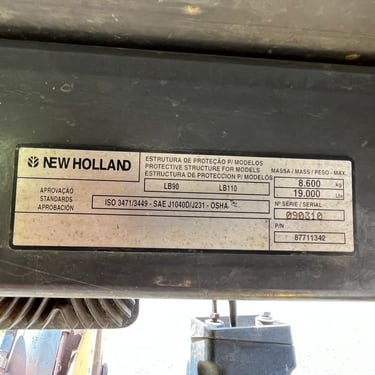 NEW HOLLAND
ESTRUTURA DE PROTEÇÃO P/ MODELOS
PROTECTIVE STRUCTURE FOR MODELS
ESTRUCTURA DE PROTECCION P/ MODELOS
LB90 LB110
MASSA / MASS / PESO - MAX.
8.600 kg
19.000 Lbs
APROVAÇÃO
STANDARDS
APROBACIÓN
ISO 3471/3449 - SAE J1040D/J231 - OSHA
Nº SÉRIE / SERIAL
090310
P/N
87711342